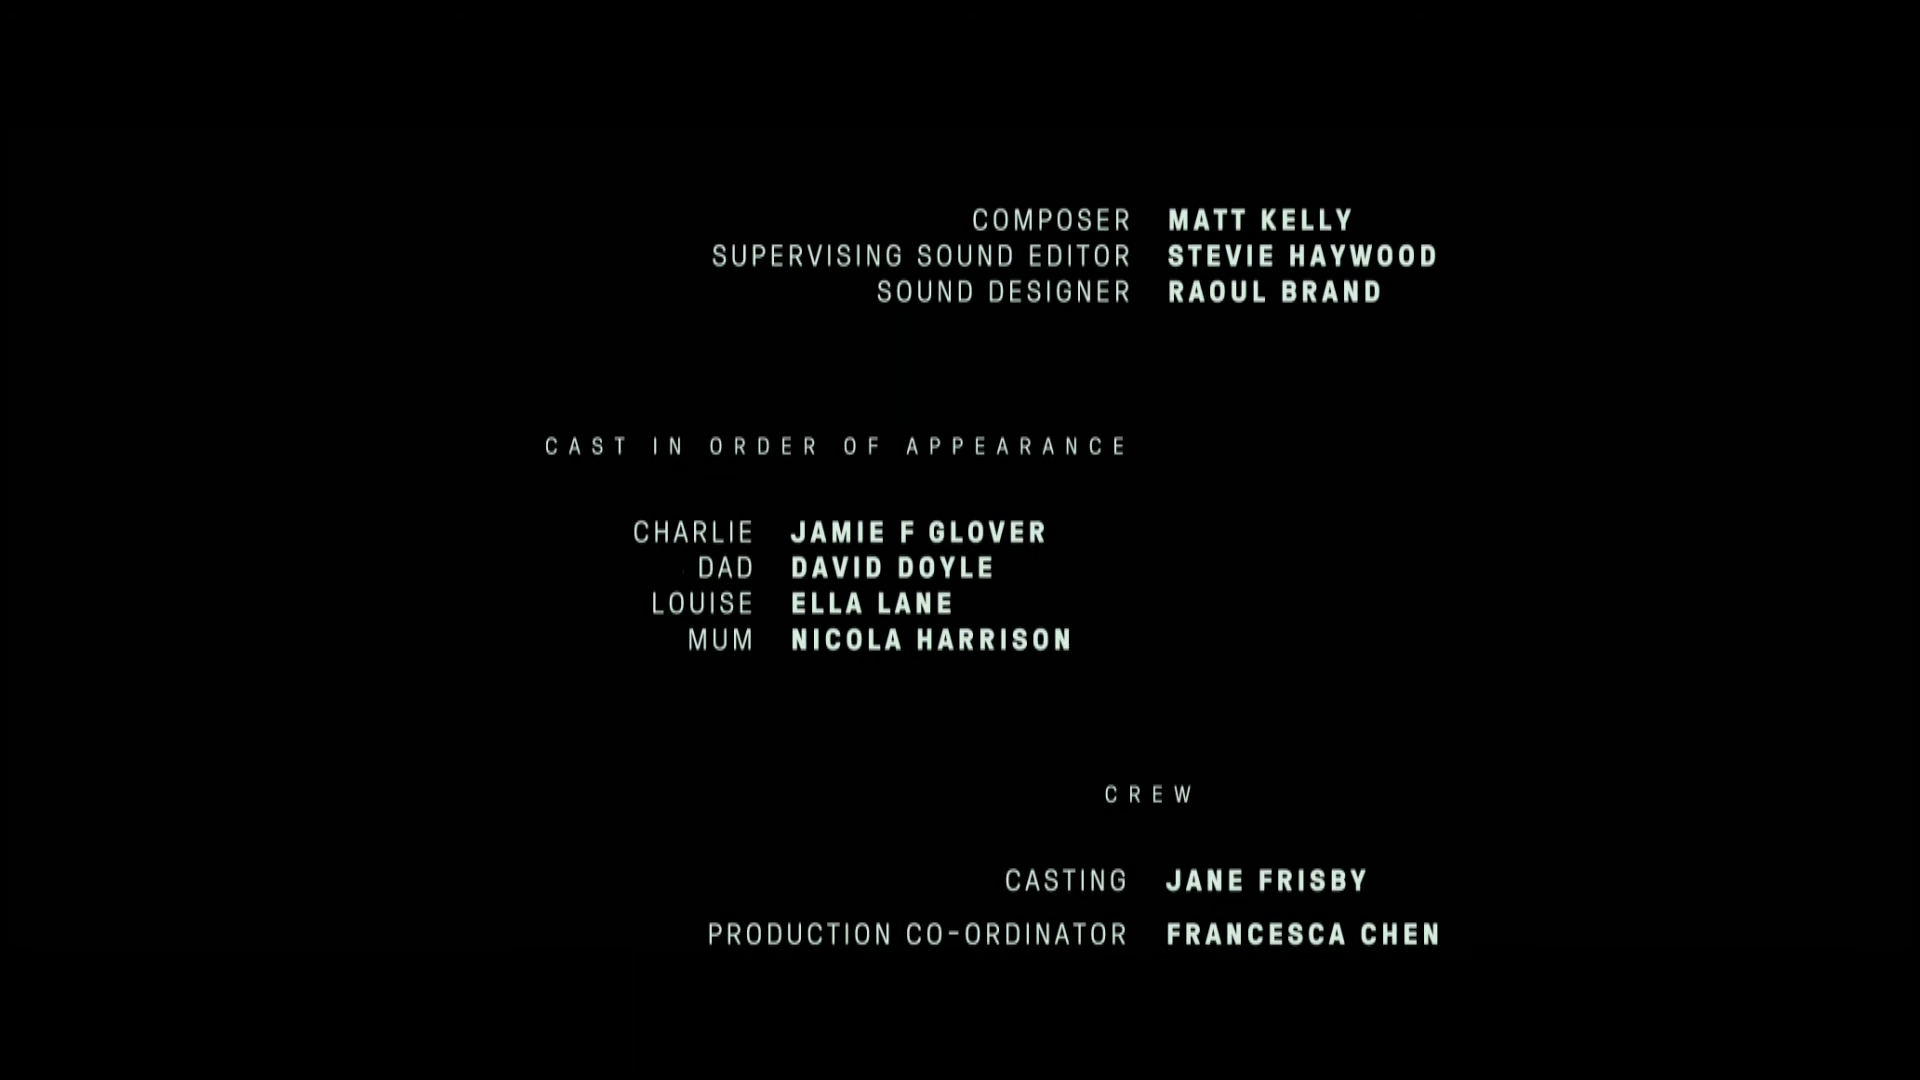 COMPOSER MATT KELLY
SUPERVISING SOUND EDITOR STEVIE HAYWOOD
SOUND DESIGNER RAOUL BRAND
CAST IN ORDER OF APPEARANCE
CHARLIE JAMIE F GLOVER
DAD DAVID DOYLE
LOUISE ELLA LANE
MUM NICOLA HARRISON
CREW
CASTING JANE FRISBY
PRODUCTION CO-ORDINATOR FRANCESCA CHEN